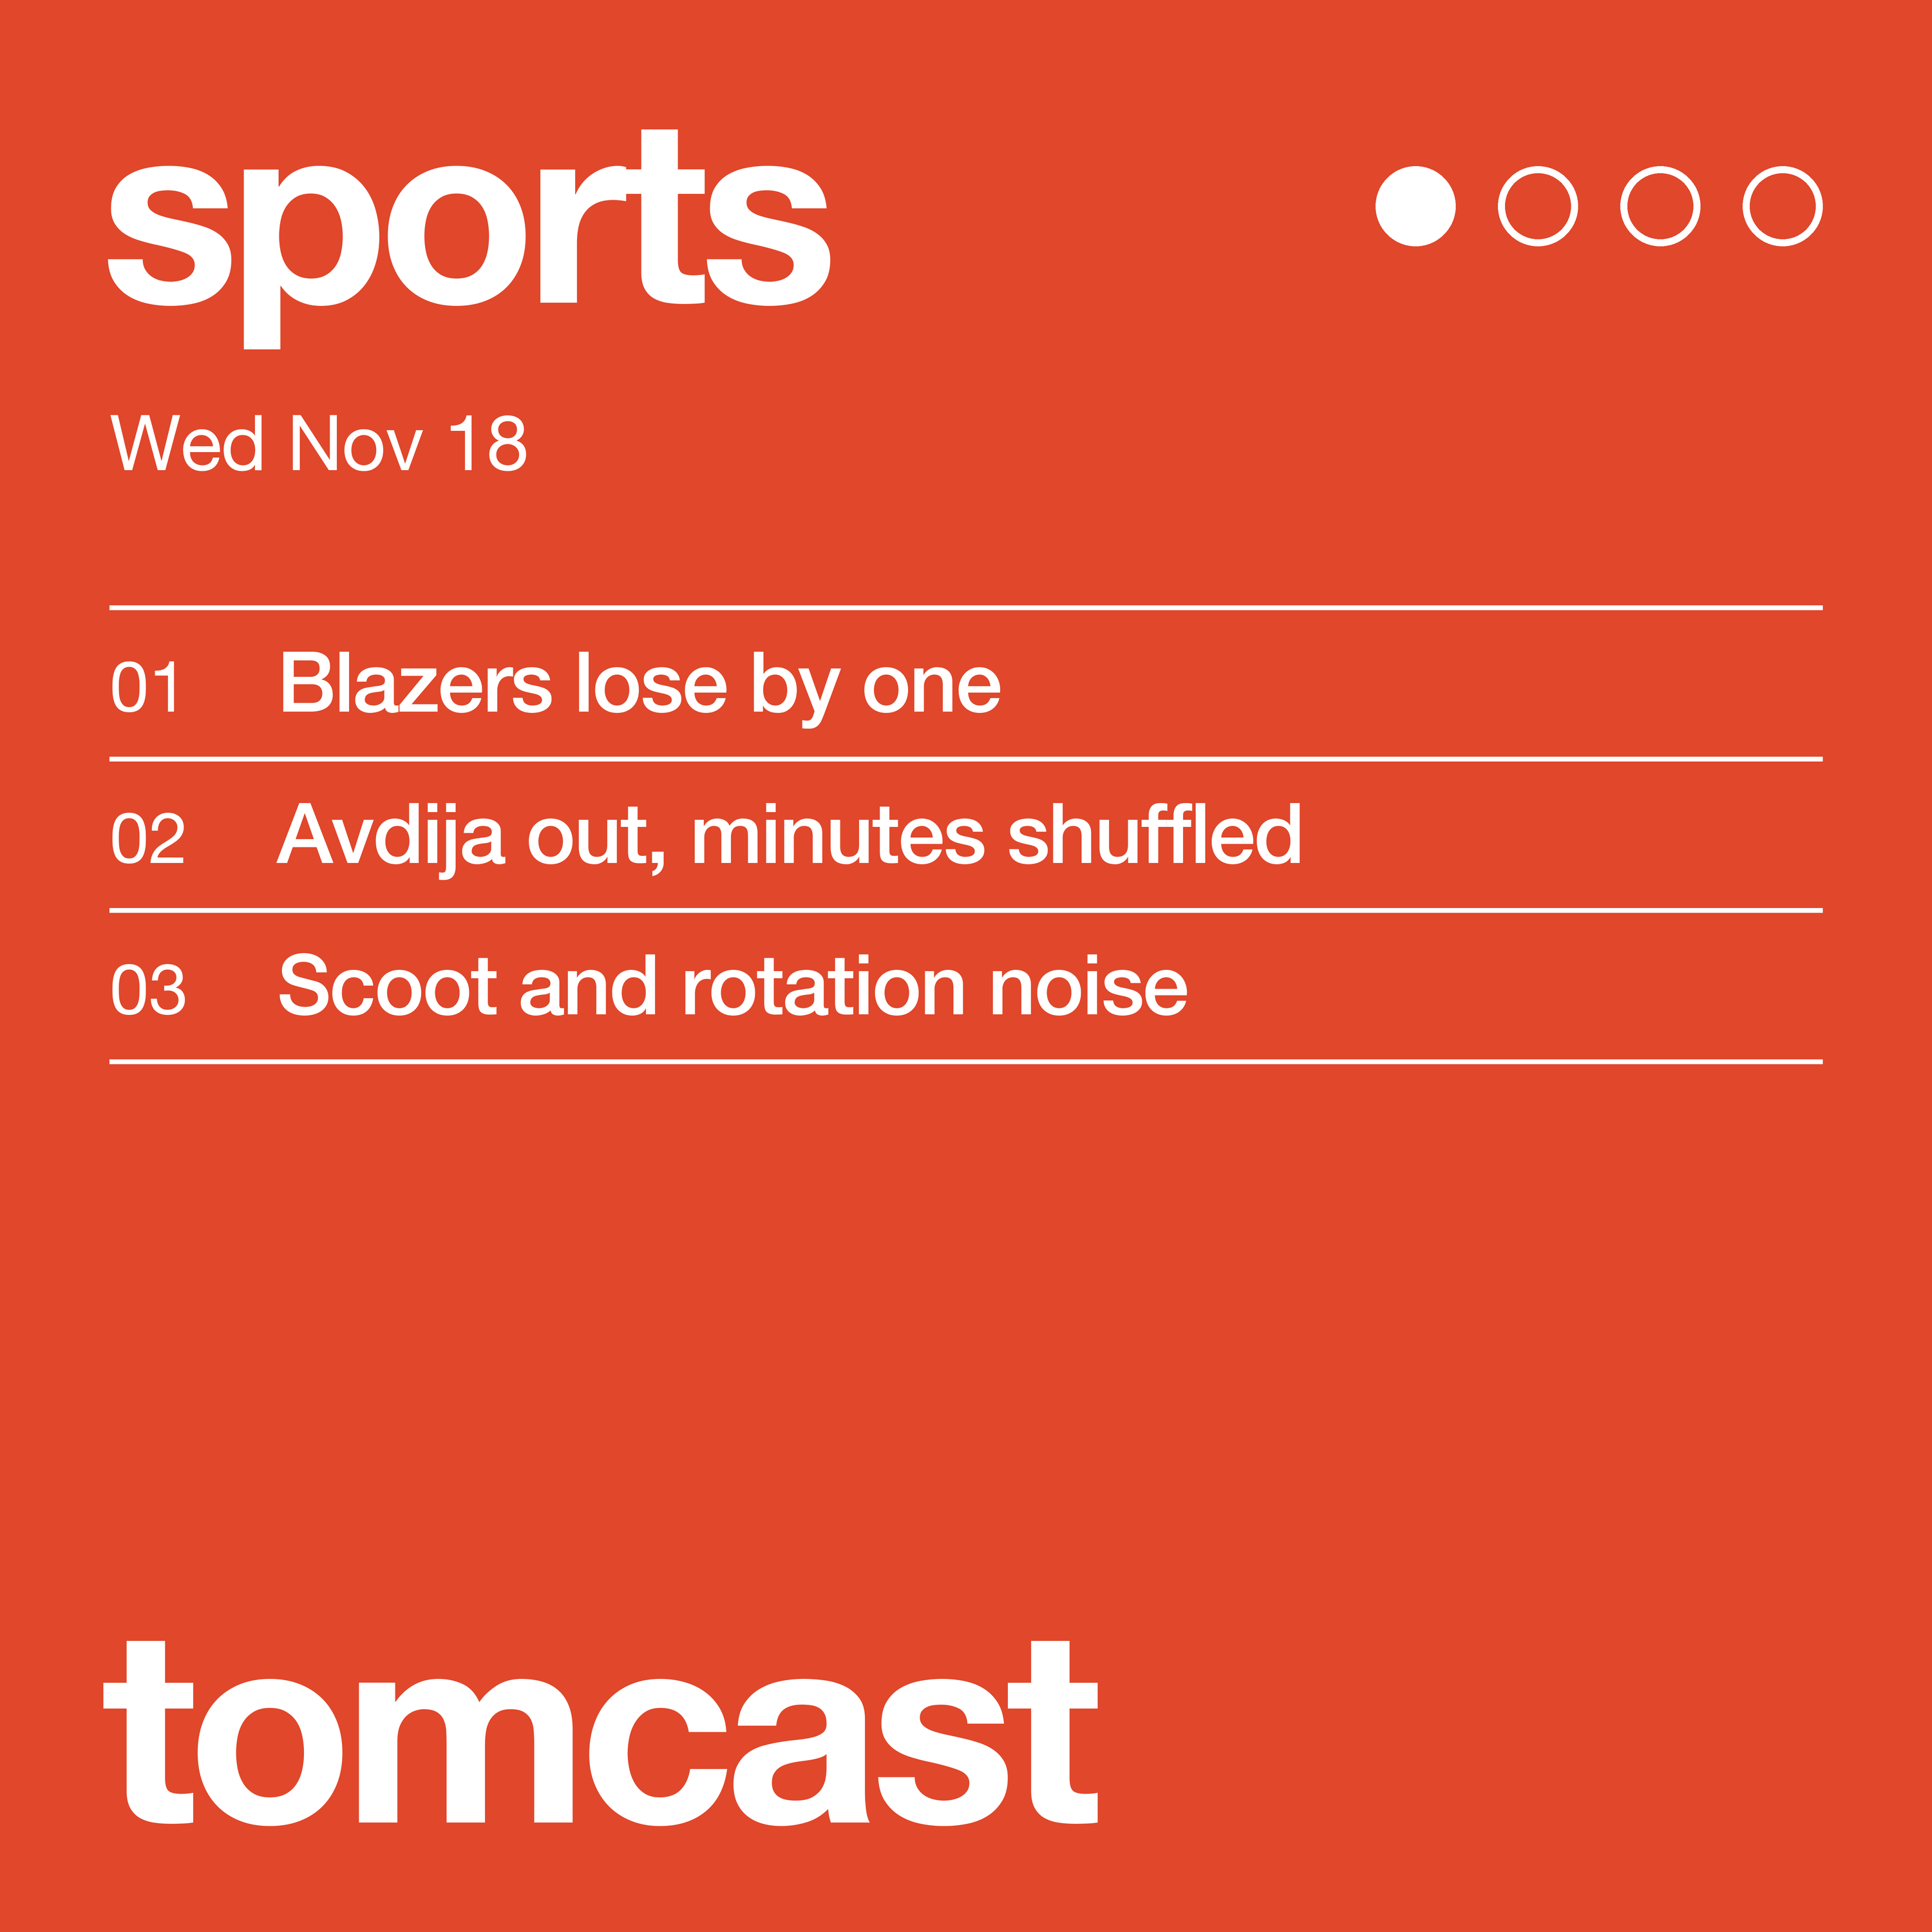 sports
Wed Nov 18
01 Blazers lose by one
02 Avdija out, minutes shuffled
03 Scoot and rotation noise
tomcast